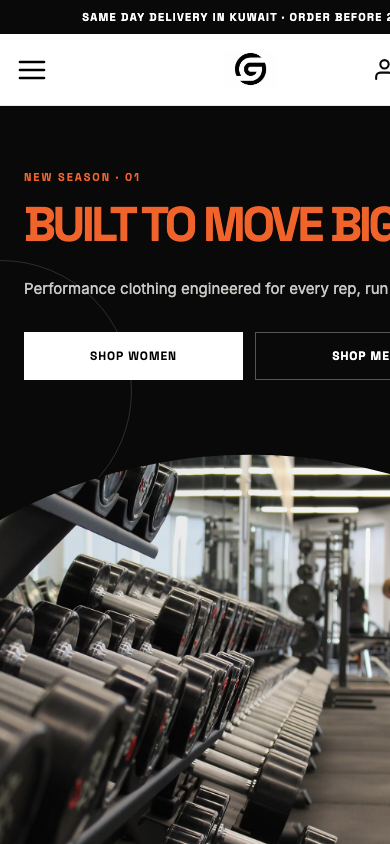 SAME DAY DELIVERY IN KUWAIT · ORDER BEFORE
NEW SEASON · 01
BUILT TO MOVE BIG
Performance clothing engineered for every rep, run
SHOP WOMEN
SHOP ME